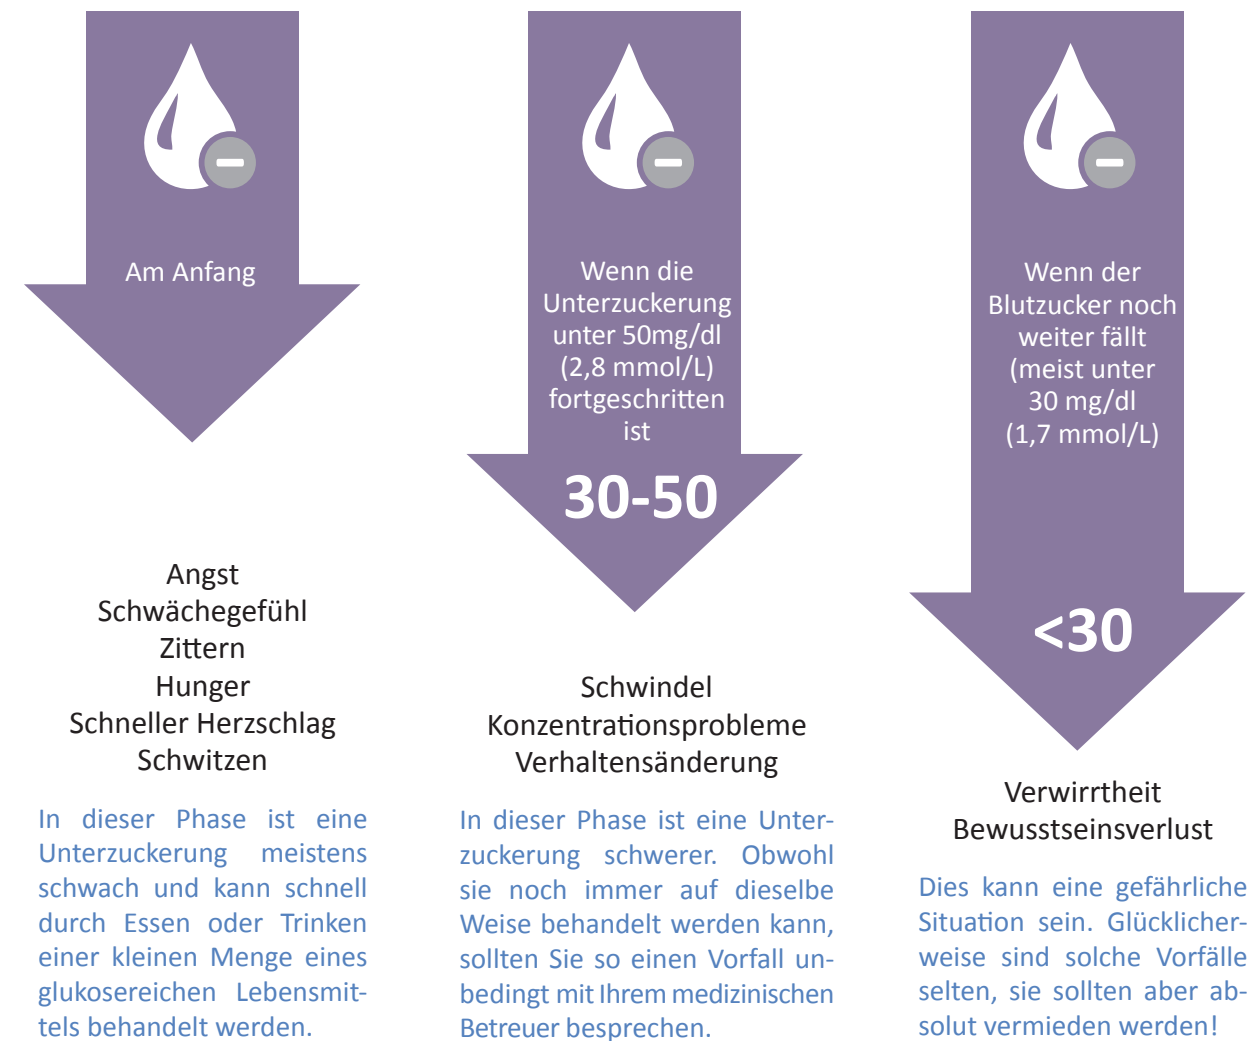 Am Anfang
Angst
Schwächegefühl
Zittern
Hunger
Schneller Herzschlag
Schwitzen
In dieser Phase ist eine
Unterzuckerung meistens
schwach und kann schnell
durch Essen oder Trinken
einer kleinen Menge eines
glukosereichen Lebensmit-
tels behandelt werden.
Wenn die
Unterzuckerung
unter 50mg/dl
(2,8 mmol/L)
fortgeschritten
ist
30-50
Schwindel
Konzentrationsprobleme
Verhaltensänderung
In dieser Phase ist eine Unter-
zuckerung schwerer. Obwohl
sie noch immer auf dieselbe
Weise behandelt werden kann,
sollten Sie so einen Vorfall un-
bedingt mit Ihrem medizinischen
Betreuer besprechen.
Wenn der
Blutzucker noch
weiter fällt
(meist unter
30 mg/dl
(1,7 mmol/L)
<30
Verwirrtheit
Bewusstseinsverlust
Dies kann eine gefährliche
Situation sein. Glücklicher-
weise sind solche Vorfälle
selten, sie sollten aber ab-
solut vermieden werden!